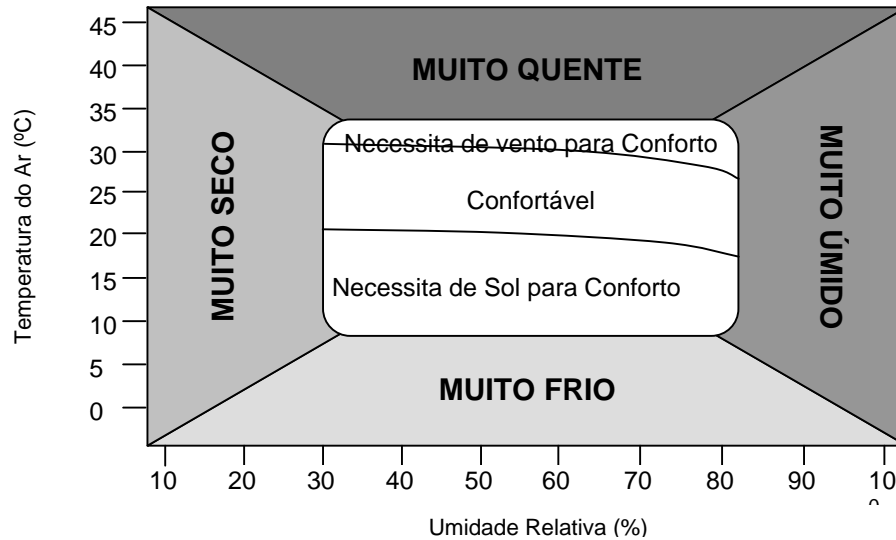 45
40
35
30
25
20
15
10
5
0
Temperatura do Ar (ºC)
MUITO QUENTE
MUITO SECO
Necessita de vento para Conforto
Confortável
Necessita de Sol para Conforto
MUITO ÚMIDO
MUITO FRIO
10 20 30 40 50 60 70 80 90 10
Umidade Relativa (%)